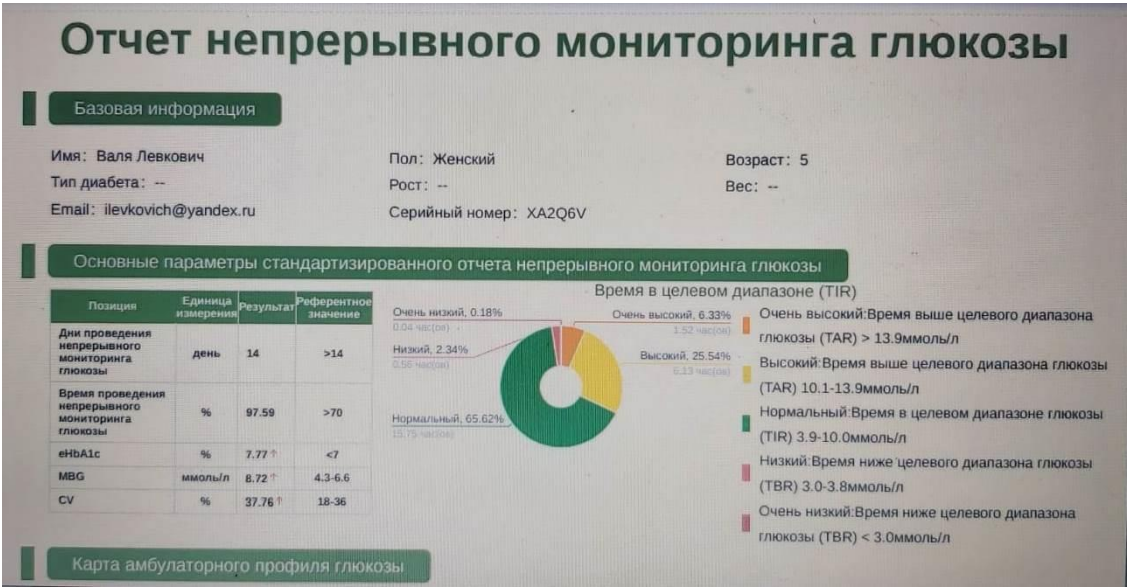 Отчет непрерывного мониторинга глюкозы
Базовая информация
Имя: Валя Левкович
Пол: Женский
Возраст: 5
Тип диабета: --
Рост: --
Вес: --
Email: ilevkovich@yandex.ru
Серийный номер: XA2Q6V
Основные параметры стандартизированного отчета непрерывного мониторинга глюкозы
Позиция
Единица
измерения
Результат
Референтное
значение
Дни проведения
непрерывного
мониторинга
глюкозы
день
14
>14
Время проведения
непрерывного
мониторинга
глюкозы
%
97.59
>70
eHbA1c
%
7.77 ↑
<7
MBG
ммоль/л
8.72 ↑
4.3-6.6
CV
%
37.76 ↑
18-36
Время в целевом диапазоне (TIR)
Очень низкий, 0.18%
0.04 час(ов)
Низкий, 2.34%
0.56 час(ов)
Нормальный, 65.62%
15.75 час(ов)
Очень высокий, 6.33%
1.52 час(ов)
Высокий, 25.54%
6.13 час(ов)
Очень высокий:Время выше целевого диапазона
глюкозы (TAR) > 13.9ммоль/л
Высокий:Время выше целевого диапазона глюкозы
(TAR) 10.1-13.9ммоль/л
Нормальный:Время в целевом диапазоне глюкозы
(TIR) 3.9-10.0ммоль/л
Низкий:Время ниже целевого диапазона глюкозы
(TBR) 3.0-3.8ммоль/л
Очень низкий:Время ниже целевого диапазона
глюкозы (TBR) < 3.0ммоль/л
Карта амбулаторного профиля глюкозы